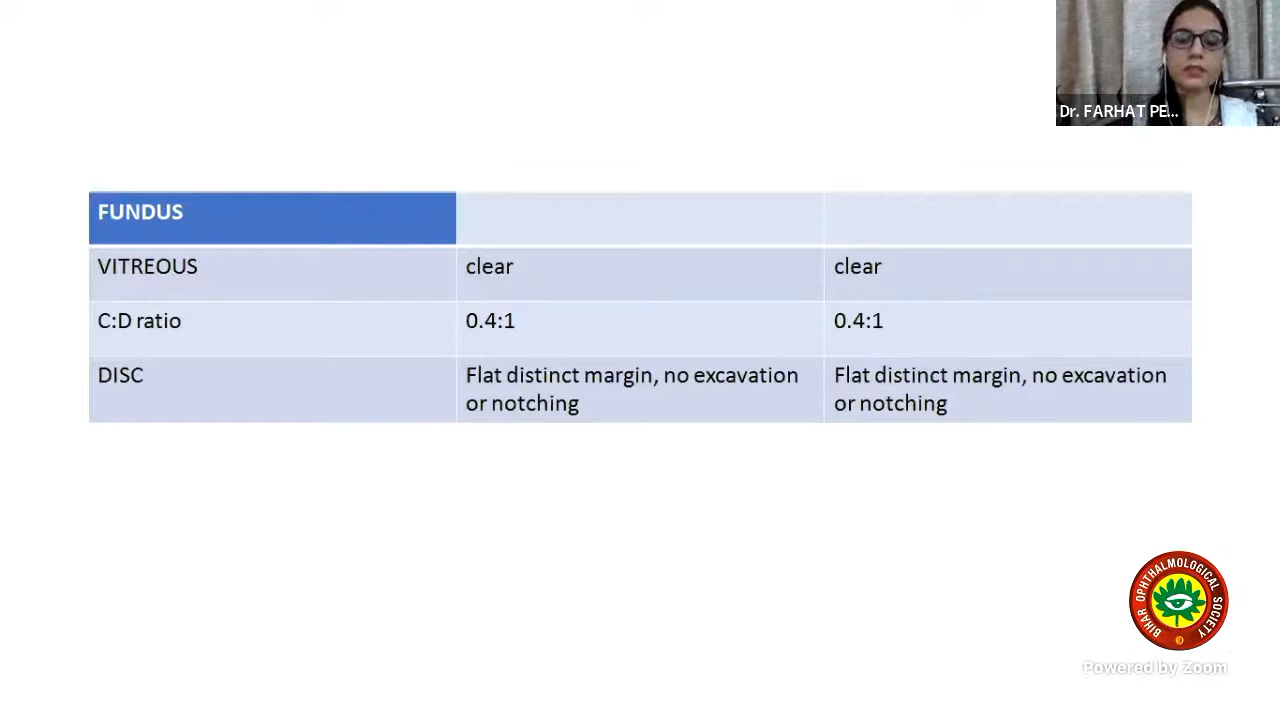 Dr. FARHAT PE...
FUNDUS
VITREOUS clear clear
C:D ratio 0.4:1 0.4:1
DISC Flat distinct margin, no excavation Flat distinct margin, no excavation
or notching or notching
BIHAR OPHTHALMOLOGICAL SOCIETY
Powered by Zoom